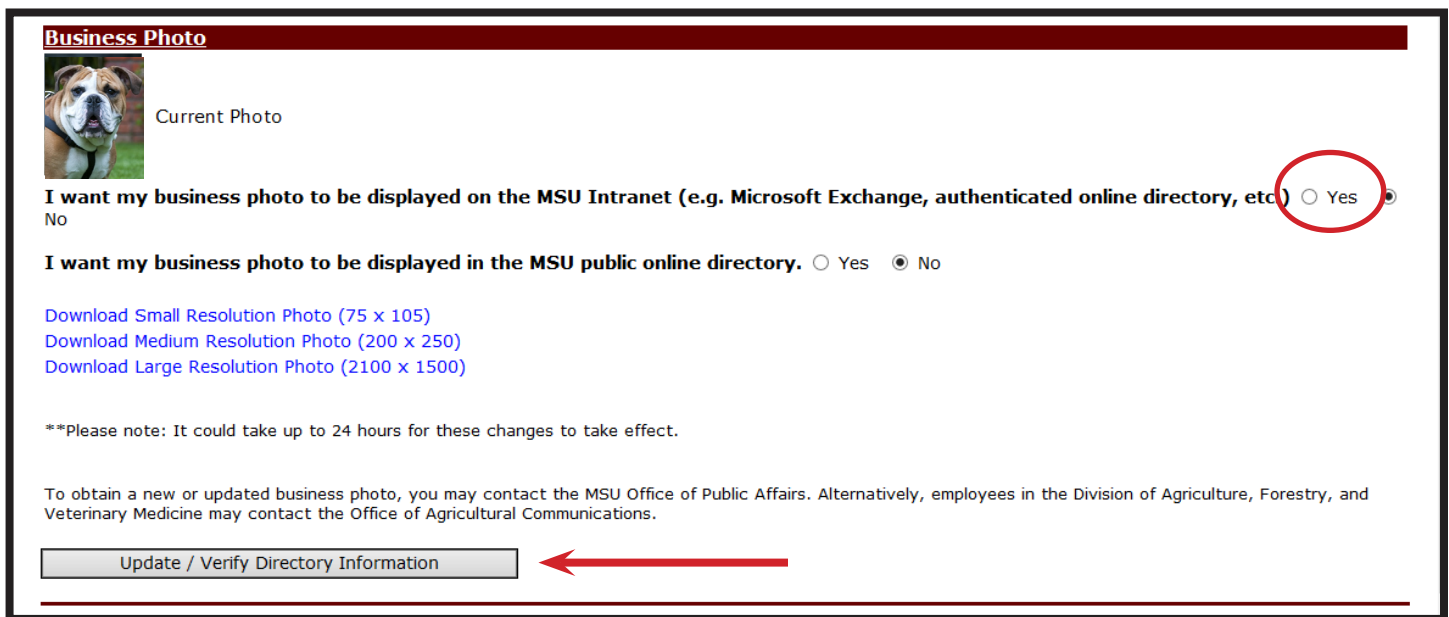 Business Photo
Current Photo
I want my business photo to be displayed on the MSU Intranet (e.g. Microsoft Exchange, authenticated online directory, etc.) Yes
No
I want my business photo to be displayed in the MSU public online directory. Yes No
Download Small Resolution Photo (75 x 105)
Download Medium Resolution Photo (200 x 250)
Download Large Resolution Photo (2100 x 1500)
**Please note: It could take up to 24 hours for these changes to take effect.
To obtain a new or updated business photo, you may contact the MSU Office of Public Affairs. Alternatively, employees in the Division of Agriculture, Forestry, and
Veterinary Medicine may contact the Office of Agricultural Communications.
Update / Verify Directory Information